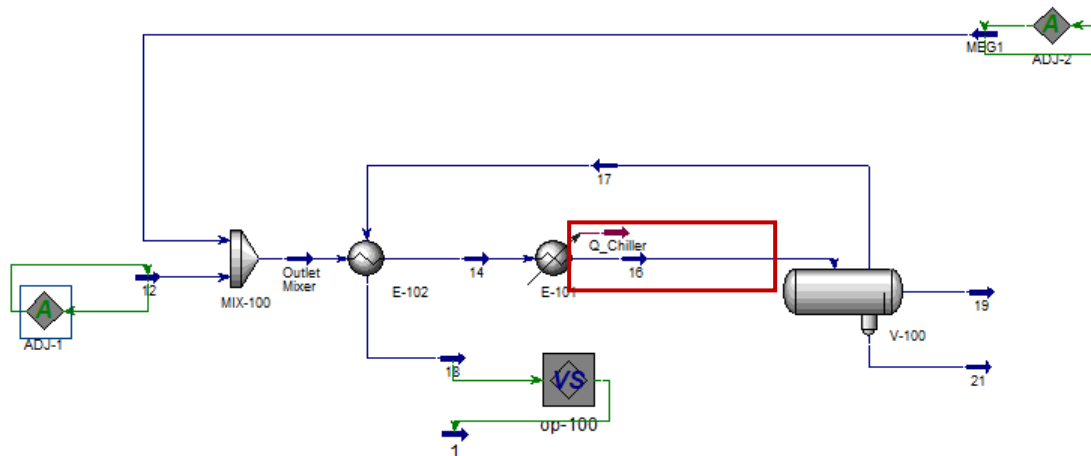 MEG1
ADJ-2
17
Q_Chiller
12
Outlet
Mixer
14
16
MIX-100
E-102
E-101
19
A
ADJ-1
V-100
18
VS
21
op-100
1
A